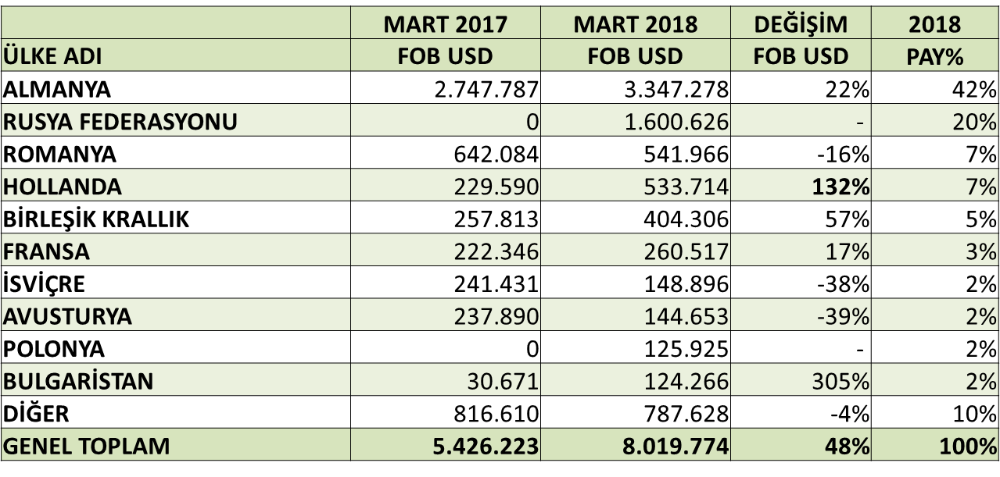 MART 2017 MART 2018 DEĞİŞİM 2018
ÜLKE ADI FOB USD FOB USD FOB USD PAY%
ALMANYA 2.747.787 3.347.278 22% 42%
RUSYA FEDERASYONU 0 1.600.626 - 20%
ROMANYA 642.084 541.966 -16% 7%
HOLLANDA 229.590 533.714 132% 7%
BİRLEŞİK KRALLIK 257.813 404.306 57% 5%
FRANSA 222.346 260.517 17% 3%
İSVİÇRE 241.431 148.896 -38% 2%
AVUSTURYA 237.890 144.653 -39% 2%
POLONYA 0 125.925 - 2%
BULGARİSTAN 30.671 124.266 305% 2%
DİĞER 816.610 787.628 -4% 10%
GENEL TOPLAM 5.426.223 8.019.774 48% 100%